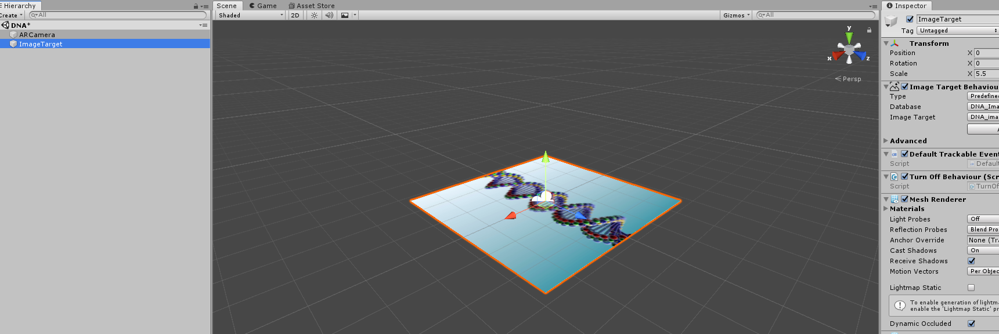 Hierarchy
Create
All
DNA*
ARCamera
ImageTarget
Scene
Game
Asset Store
Shaded
2D
Gizmos
All
y
x
z
Persp
Inspector
ImageTarget
Tag Untagged
Transform
Position X 0
Rotation X 0
Scale X 5.5
Image Target Behaviou
Type Predefined
Database DNA_Ima
Image Target DNA_ima
Advanced
Default Trackable Event
Script Default
Turn Off Behaviour (Scr
Script TurnOf
Mesh Renderer
Materials
Light Probes Off
Reflection Probes Blend Pro
Anchor Override None (Tra
Cast Shadows On
Receive Shadows
Motion Vectors Per Objec
Lightmap Static
To enable generation of lightm
enable the 'Lightmap Static' pr
Dynamic Occluded